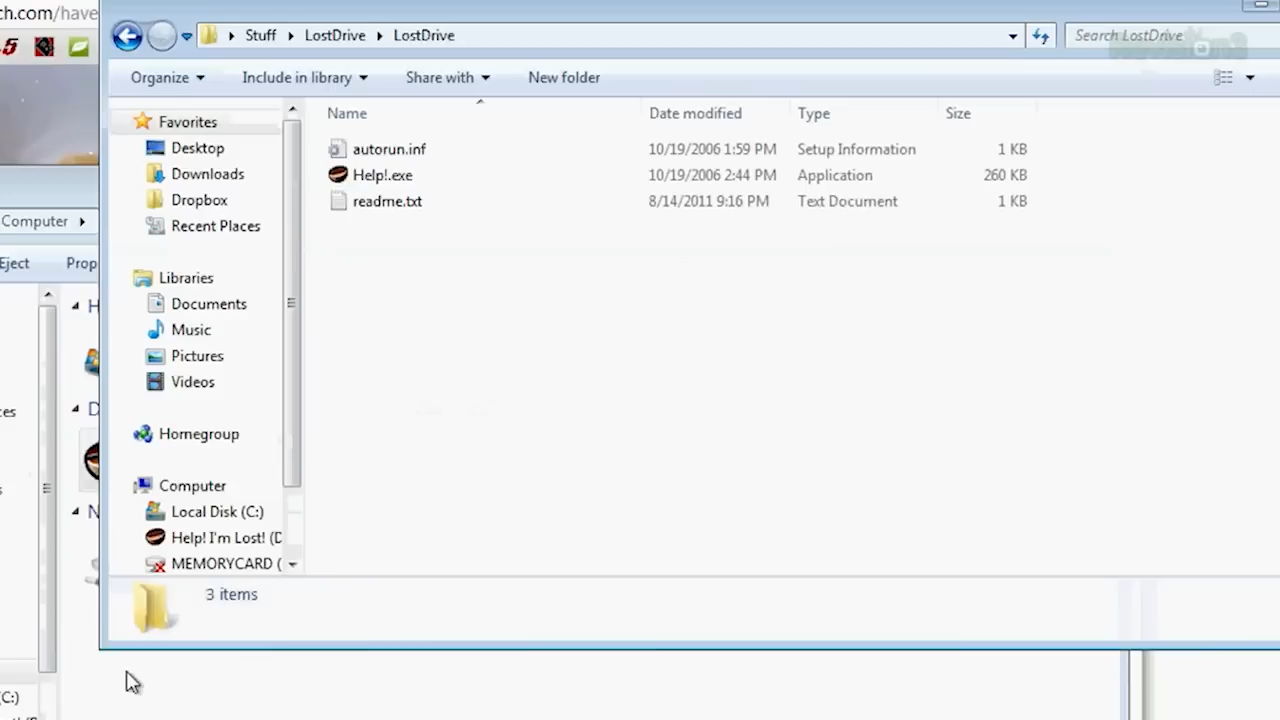 ch.com/have
Stuff LostDrive LostDrive
Search LostDrive
Organize Include in library Share with New folder
Name Date modified Type Size
autorun.inf 10/19/2006 1:59 PM Setup Information 1 KB
Help!.exe 10/19/2006 2:44 PM Application 260 KB
readme.txt 8/14/2011 9:16 PM Text Document 1 KB
Favorites
Desktop
Downloads
Dropbox
Recent Places
Libraries
Documents
Music
Pictures
Videos
Homegroup
Computer
Local Disk (C:)
Help! I'm Lost! (D
MEMORYCARD (
3 items
5
Computer
Eject Prop
H
D
N
ces
s
(C:)